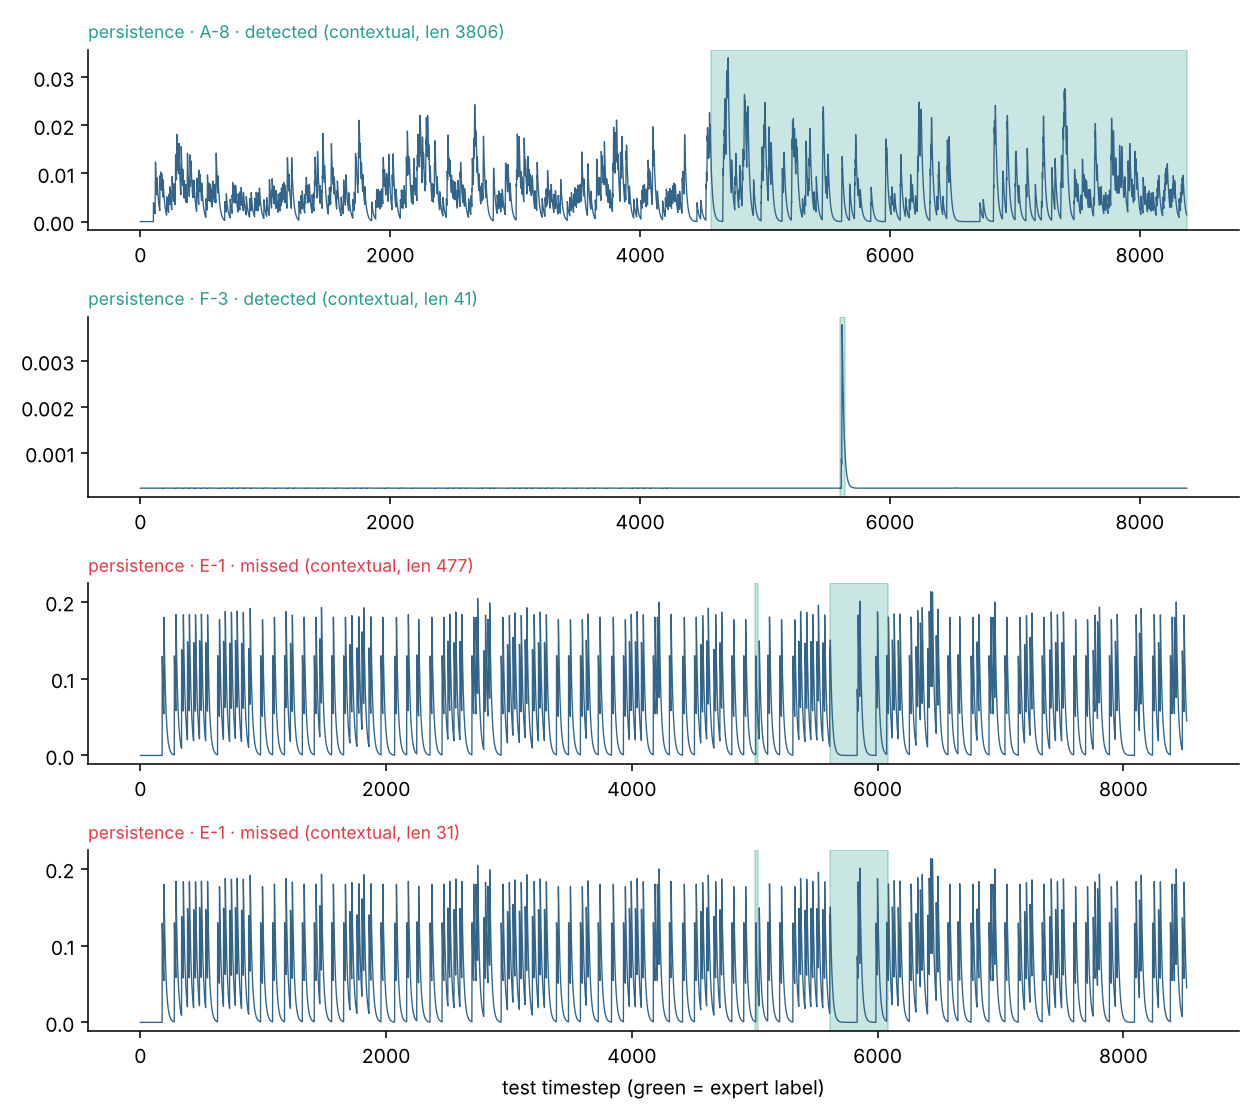 persistence · A-8 · detected (contextual, len 3806)
0.03
0.02
0.01
0.00
0 2000 4000 6000 8000
persistence · F-3 · detected (contextual, len 41)
0.003
0.002
0.001
0 2000 4000 6000 8000
persistence · E-1 · missed (contextual, len 477)
0.2
0.1
0.0
0 2000 4000 6000 8000
persistence · E-1 · missed (contextual, len 31)
0.2
0.1
0.0
0 2000 4000 6000 8000
test timestep (green = expert label)